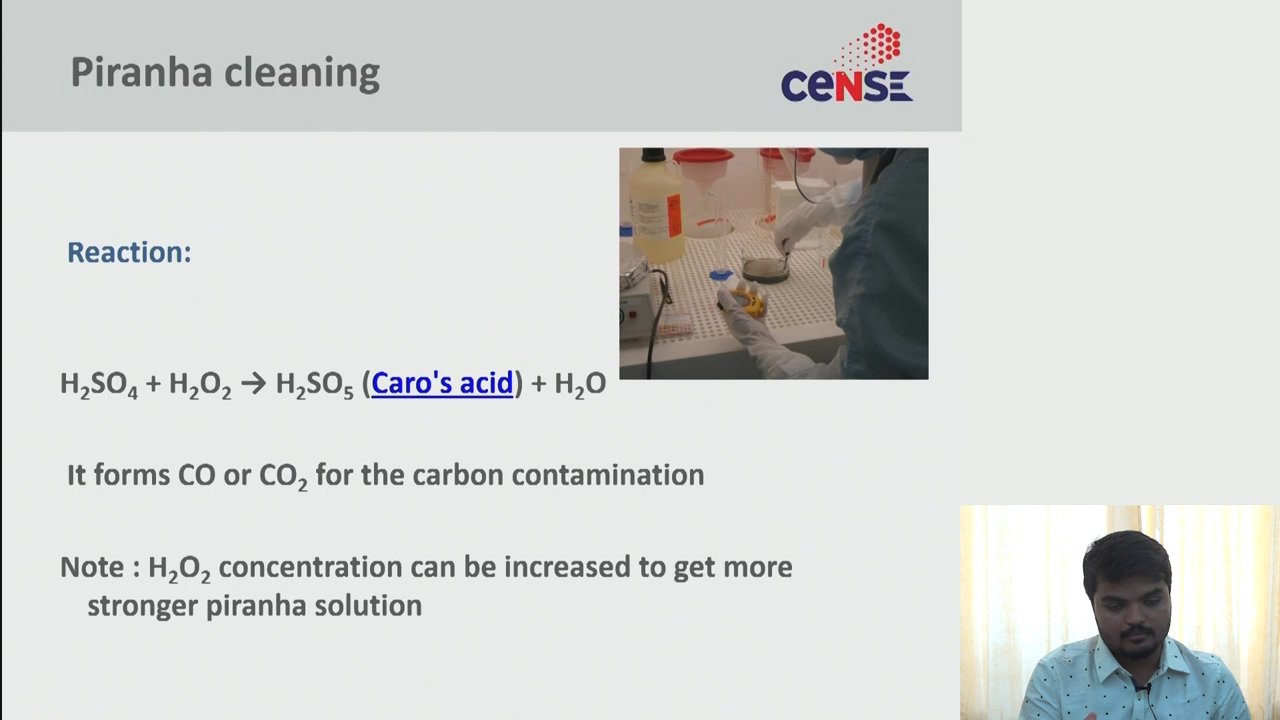 Piranha cleaning
CeNSE
Reaction:
H₂SO₄ + H₂O₂ → H₂SO₅ (Caro's acid) + H₂O
It forms CO or CO₂ for the carbon contamination
Note : H₂O₂ concentration can be increased to get more
stronger piranha solution